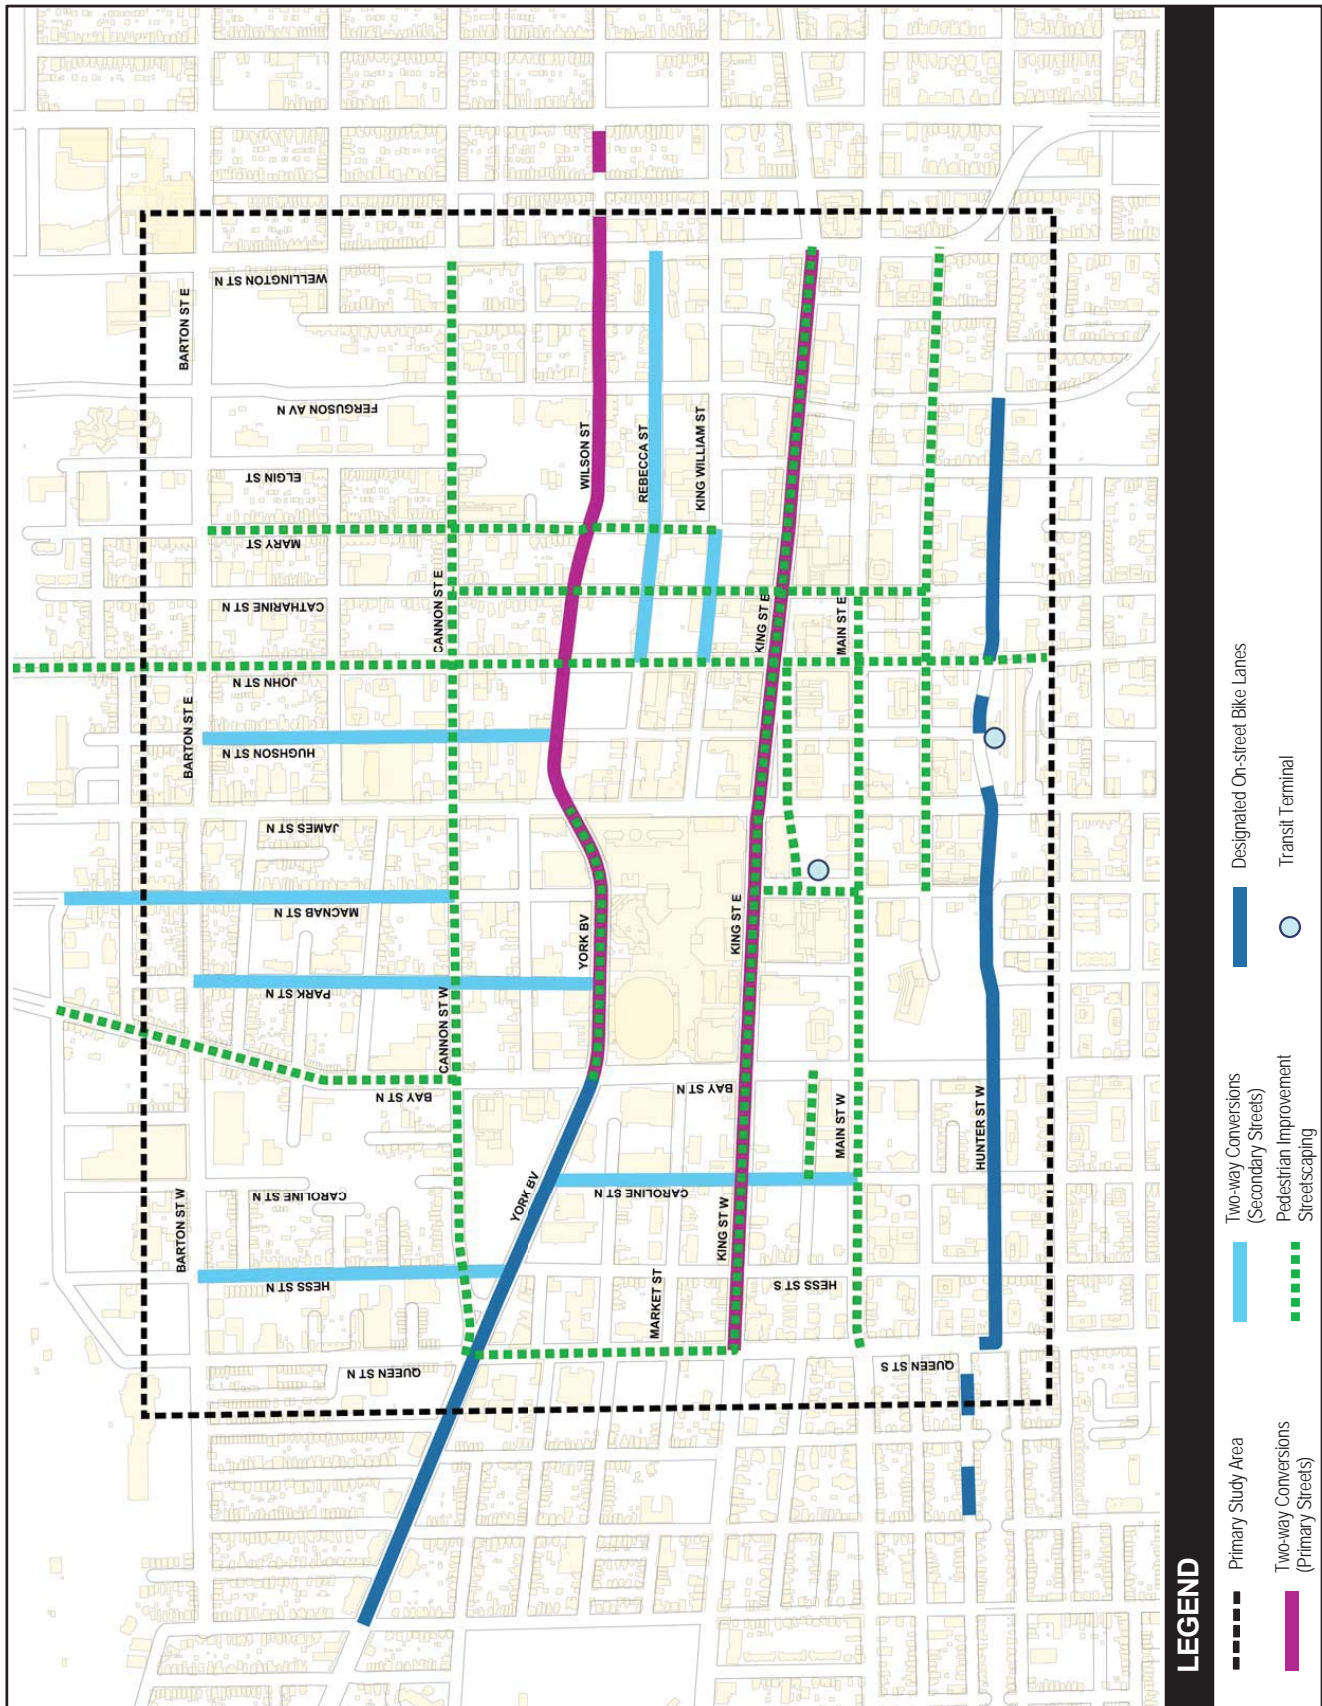 BARTON ST W
BARTON ST E
BARTON ST E
QUEEN ST N
HESS ST N
CAROLINE ST N
BAY ST N
PARK ST N
MACNAB ST N
JAMES ST N
HUGHSON ST N
JOHN ST N
CATHARINE ST N
MARY ST
ELGIN ST
FERGUSON AV N
WELLINGTON ST N
CANNON ST W
CANNON ST E
YORK BV
YORK BV
WILSON ST
MARKET ST
CAROLINE ST N
BAY ST N
REBECCA ST
KING WILLIAM ST
KING ST W
KING ST E
KING ST E
HESS ST S
MAIN ST W
MAIN ST E
QUEEN ST S
HUNTER ST W
LEGEND
Primary Study Area
Two-way Conversions
(Primary Streets)
Two-way Conversions
(Secondary Streets)
Pedestrian Improvement
Streetscaping
Designated On-street Bike Lanes
Transit Terminal